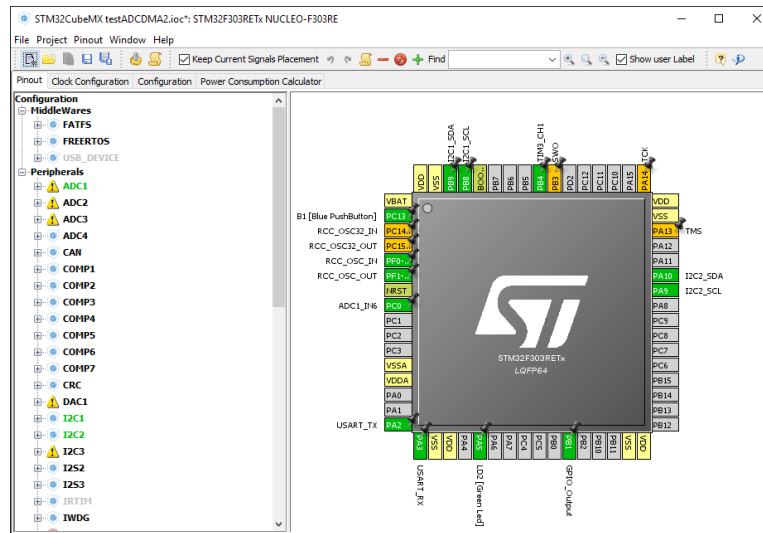 STM32CubeMX testADCDMA2.ioc*: STM32F303RETx NUCLEO-F303RE
File Project Pinout Window Help
Keep Current Signals Placement Find Show user Label
Pinout Clock Configuration Configuration Power Consumption Calculator
Configuration
MiddleWares
FATFS
FREERTOS
USB_DEVICE
Peripherals
ADC1
ADC2
ADC3
ADC4
CAN
COMP1
COMP2
COMP3
COMP4
COMP5
COMP6
COMP7
CRC
DAC1
I2C1
I2C2
I2C3
I2S2
I2S3
IRTIM
IWDG
I2C1_SDA
I2C1_SCL
TIM3_CH1
SWO
TCK
VDD
VSS
PB9
PB8
BOO..
PB7
PB6
PB5
PB4
PB3
PD2
PC12
PC11
PC10
PA15
PA14
VBAT
B1 [Blue PushButton] PC13
RCC_OSC32_IN PC14..
RCC_OSC32_OUT PC15..
RCC_OSC_IN PF0-..
RCC_OSC_OUT PF1-..
NRST
ADC1_IN6 PC0
PC1
PC2
PC3
VSSA
VDDA
PA0
PA1
USART_TX PA2
STM32F303RETx
LQFP64
VDD
VSS
PA13 TMS
PA12
PA11
PA10 I2C2_SDA
PA9 I2C2_SCL
PA8
PC9
PC8
PC7
PC6
PB15
PB14
PB13
PB12
PA3
VSS
VDD
PA4
PA5
PA6
PA7
PC4
PC5
PB0
PB1
PB2
PB10
PB11
VSS
VDD
USART_RX
LD2 [Green Led]
GPIO_Output